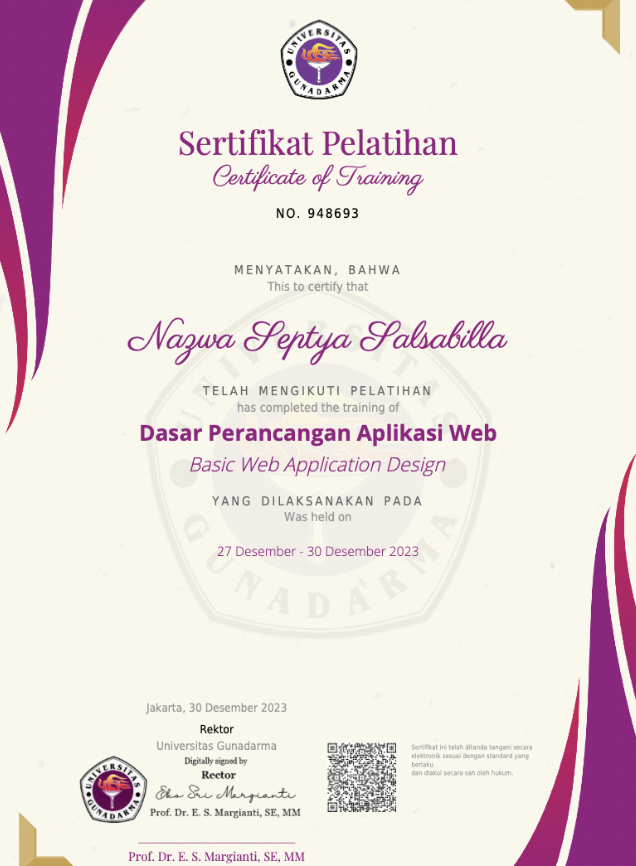 UNIVERSITAS
GUNADARMA
Sertifikat Pelatihan
Certificate of Training
NO. 948693
MENYATAKAN, BAHWA
This to certify that
Nazwa Septya Salsabilla
TELAH MENGIKUTI PELATIHAN
has completed the training of
Dasar Perancangan Aplikasi Web
Basic Web Application Design
YANG DILAKSANAKAN PADA
Was held on
27 Desember - 30 Desember 2023
UNIVERSITAS
GUNADARMA
Jakarta, 30 Desember 2023
Rektor
Universitas Gunadarma
Digitally signed by
Rector
Eko Sri Margianti
Prof. Dr. E. S. Margianti, SE, MM
UNIVERSITAS
GUNADARMA
Prof. Dr. E. S. Margianti, SE, MM
Sertifikat ini telah ditanda tangani secara
elektronik sesuai dengan standard yang
berlaku
dan diakui secara sah oleh hukum.